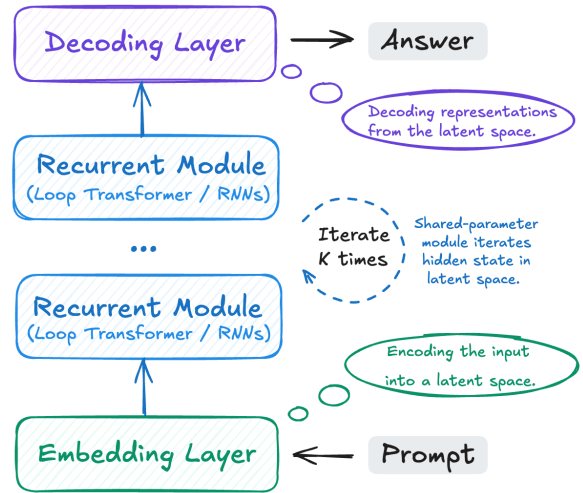 Decoding Layer
Answer
Decoding representations
from the latent space.
Recurrent Module
(Loop Transformer / RNNs)
Iterate
K times
Shared-parameter
module iterates
hidden state in
latent space.
...
Recurrent Module
(Loop Transformer / RNNs)
Encoding the input
into a latent space.
Embedding Layer
Prompt